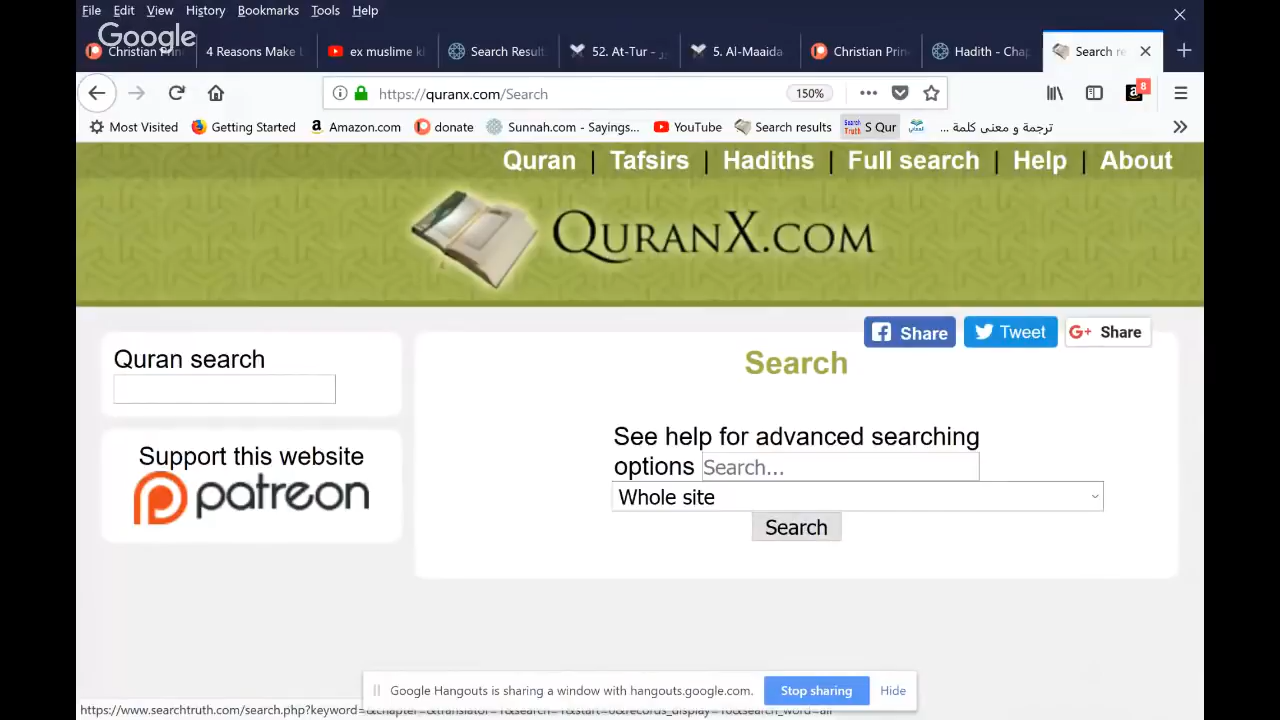 File Edit View History Bookmarks Tools Help
Google
Christian Prin
4 Reasons Make
ex muslime
Search Result
52. At-Tur -
5. Al-Maaida
Christian Prin
Hadith - Cha
Search re
https://quranx.com/Search
150%
8
Most Visited Getting Started Amazon.com donate Sunnah.com - Sayings... YouTube Search results S Qur ترجمة و معنى كلمة ...
Quran | Tafsirs | Hadiths | Full search | Help | About
QuranX.com
Share Tweet G+ Share
Quran search
Support this website
patreon
Search
See help for advanced searching
options Search...
Whole site
Search
Google Hangouts is sharing a window with hangouts.google.com. Stop sharing Hide